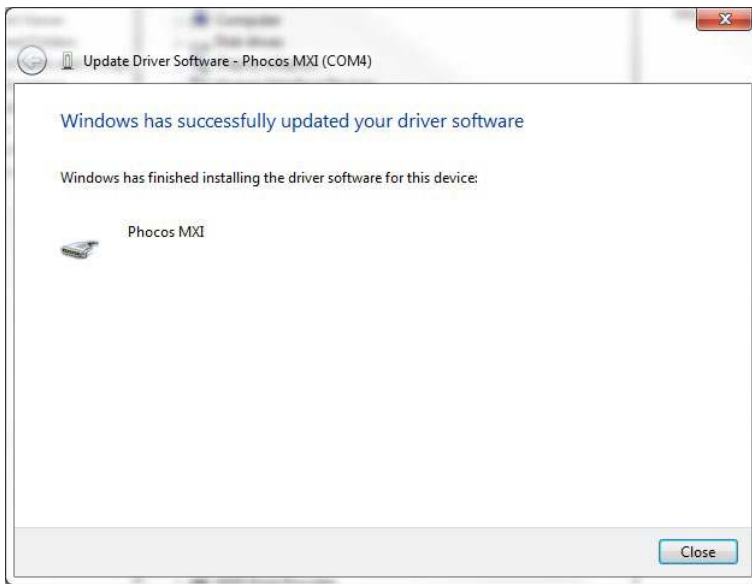 Computer
Update Driver Software - Phocos MXI (COM4)
Windows has successfully updated your driver software
Windows has finished installing the driver software for this device:
Phocos MXI
Close